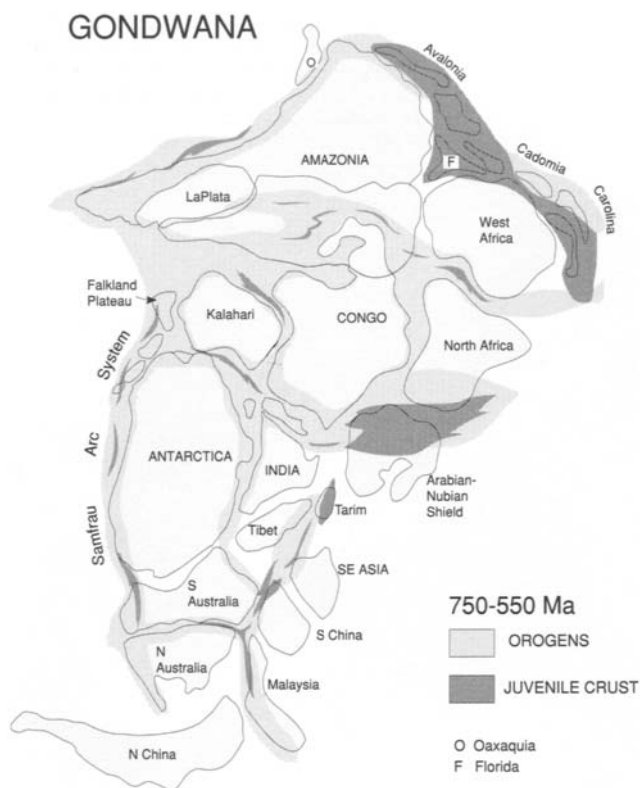 GONDWANA
O
Avalonia
AMAZONIA
F
Cadomia
Carolina
LaPlata
West
Africa
Falkland
Plateau
Kalahari
CONGO
North Africa
System
Arc
Samfrau
ANTARCTICA
INDIA
Arabian-
Nubian
Shield
Tarim
Tibet
SE ASIA
S
Australia
S China
N
Australia
Malaysia
N China
750-550 Ma
OROGENS
JUVENILE CRUST
O Oaxaquia
F Florida